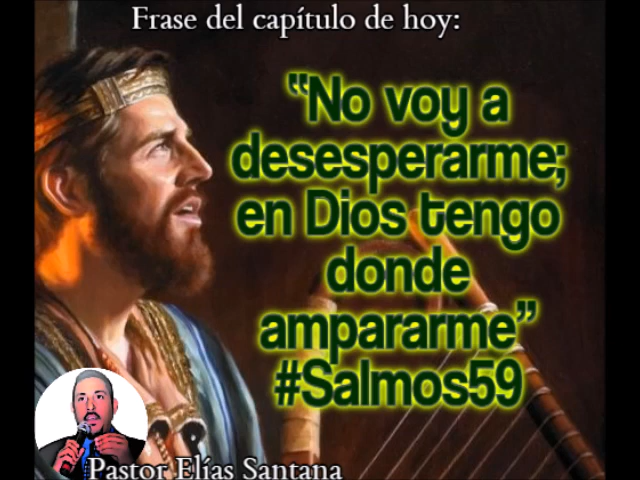 Frase del capítulo de hoy:
“No voy a
desesperarme;
en Dios tengo
donde
ampararme”
#Salmos59
Pastor Elías Santana